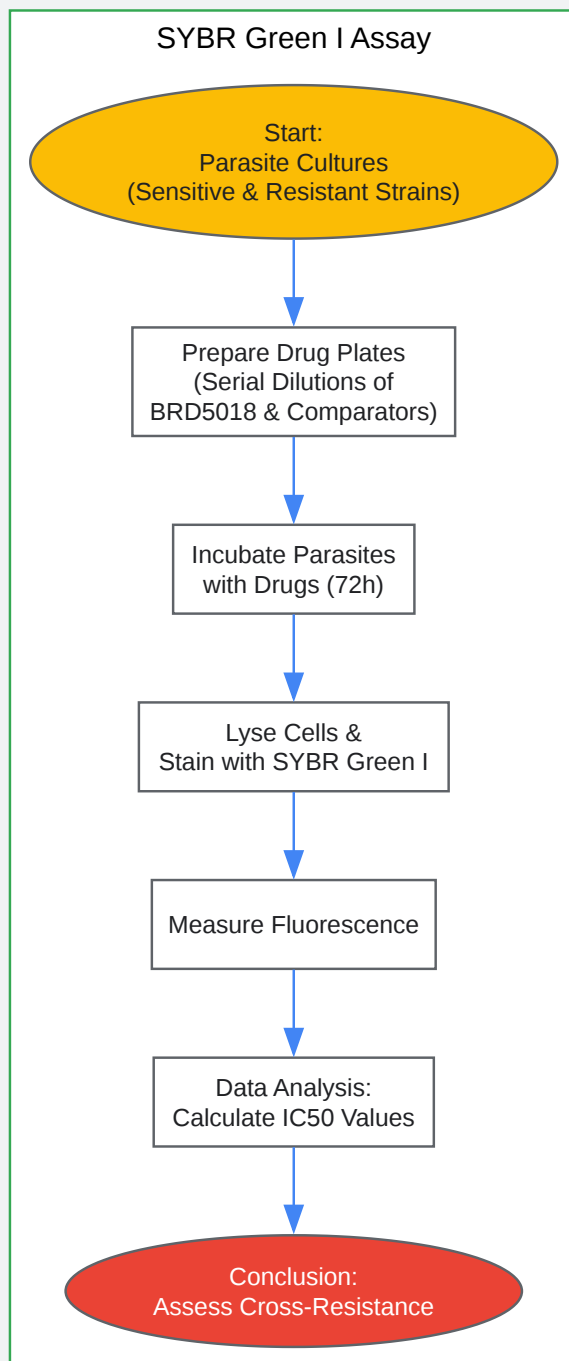 SYBR Green I Assay
Start:
Parasite Cultures
(Sensitive & Resistant Strains)
Prepare Drug Plates
(Serial Dilutions of
BRD5018 & Comparators)
Incubate Parasites
with Drugs (72h)
Lyse Cells &
Stain with SYBR Green I
Measure Fluorescence
Data Analysis:
Calculate IC50 Values
Conclusion:
Assess Cross-Resistance